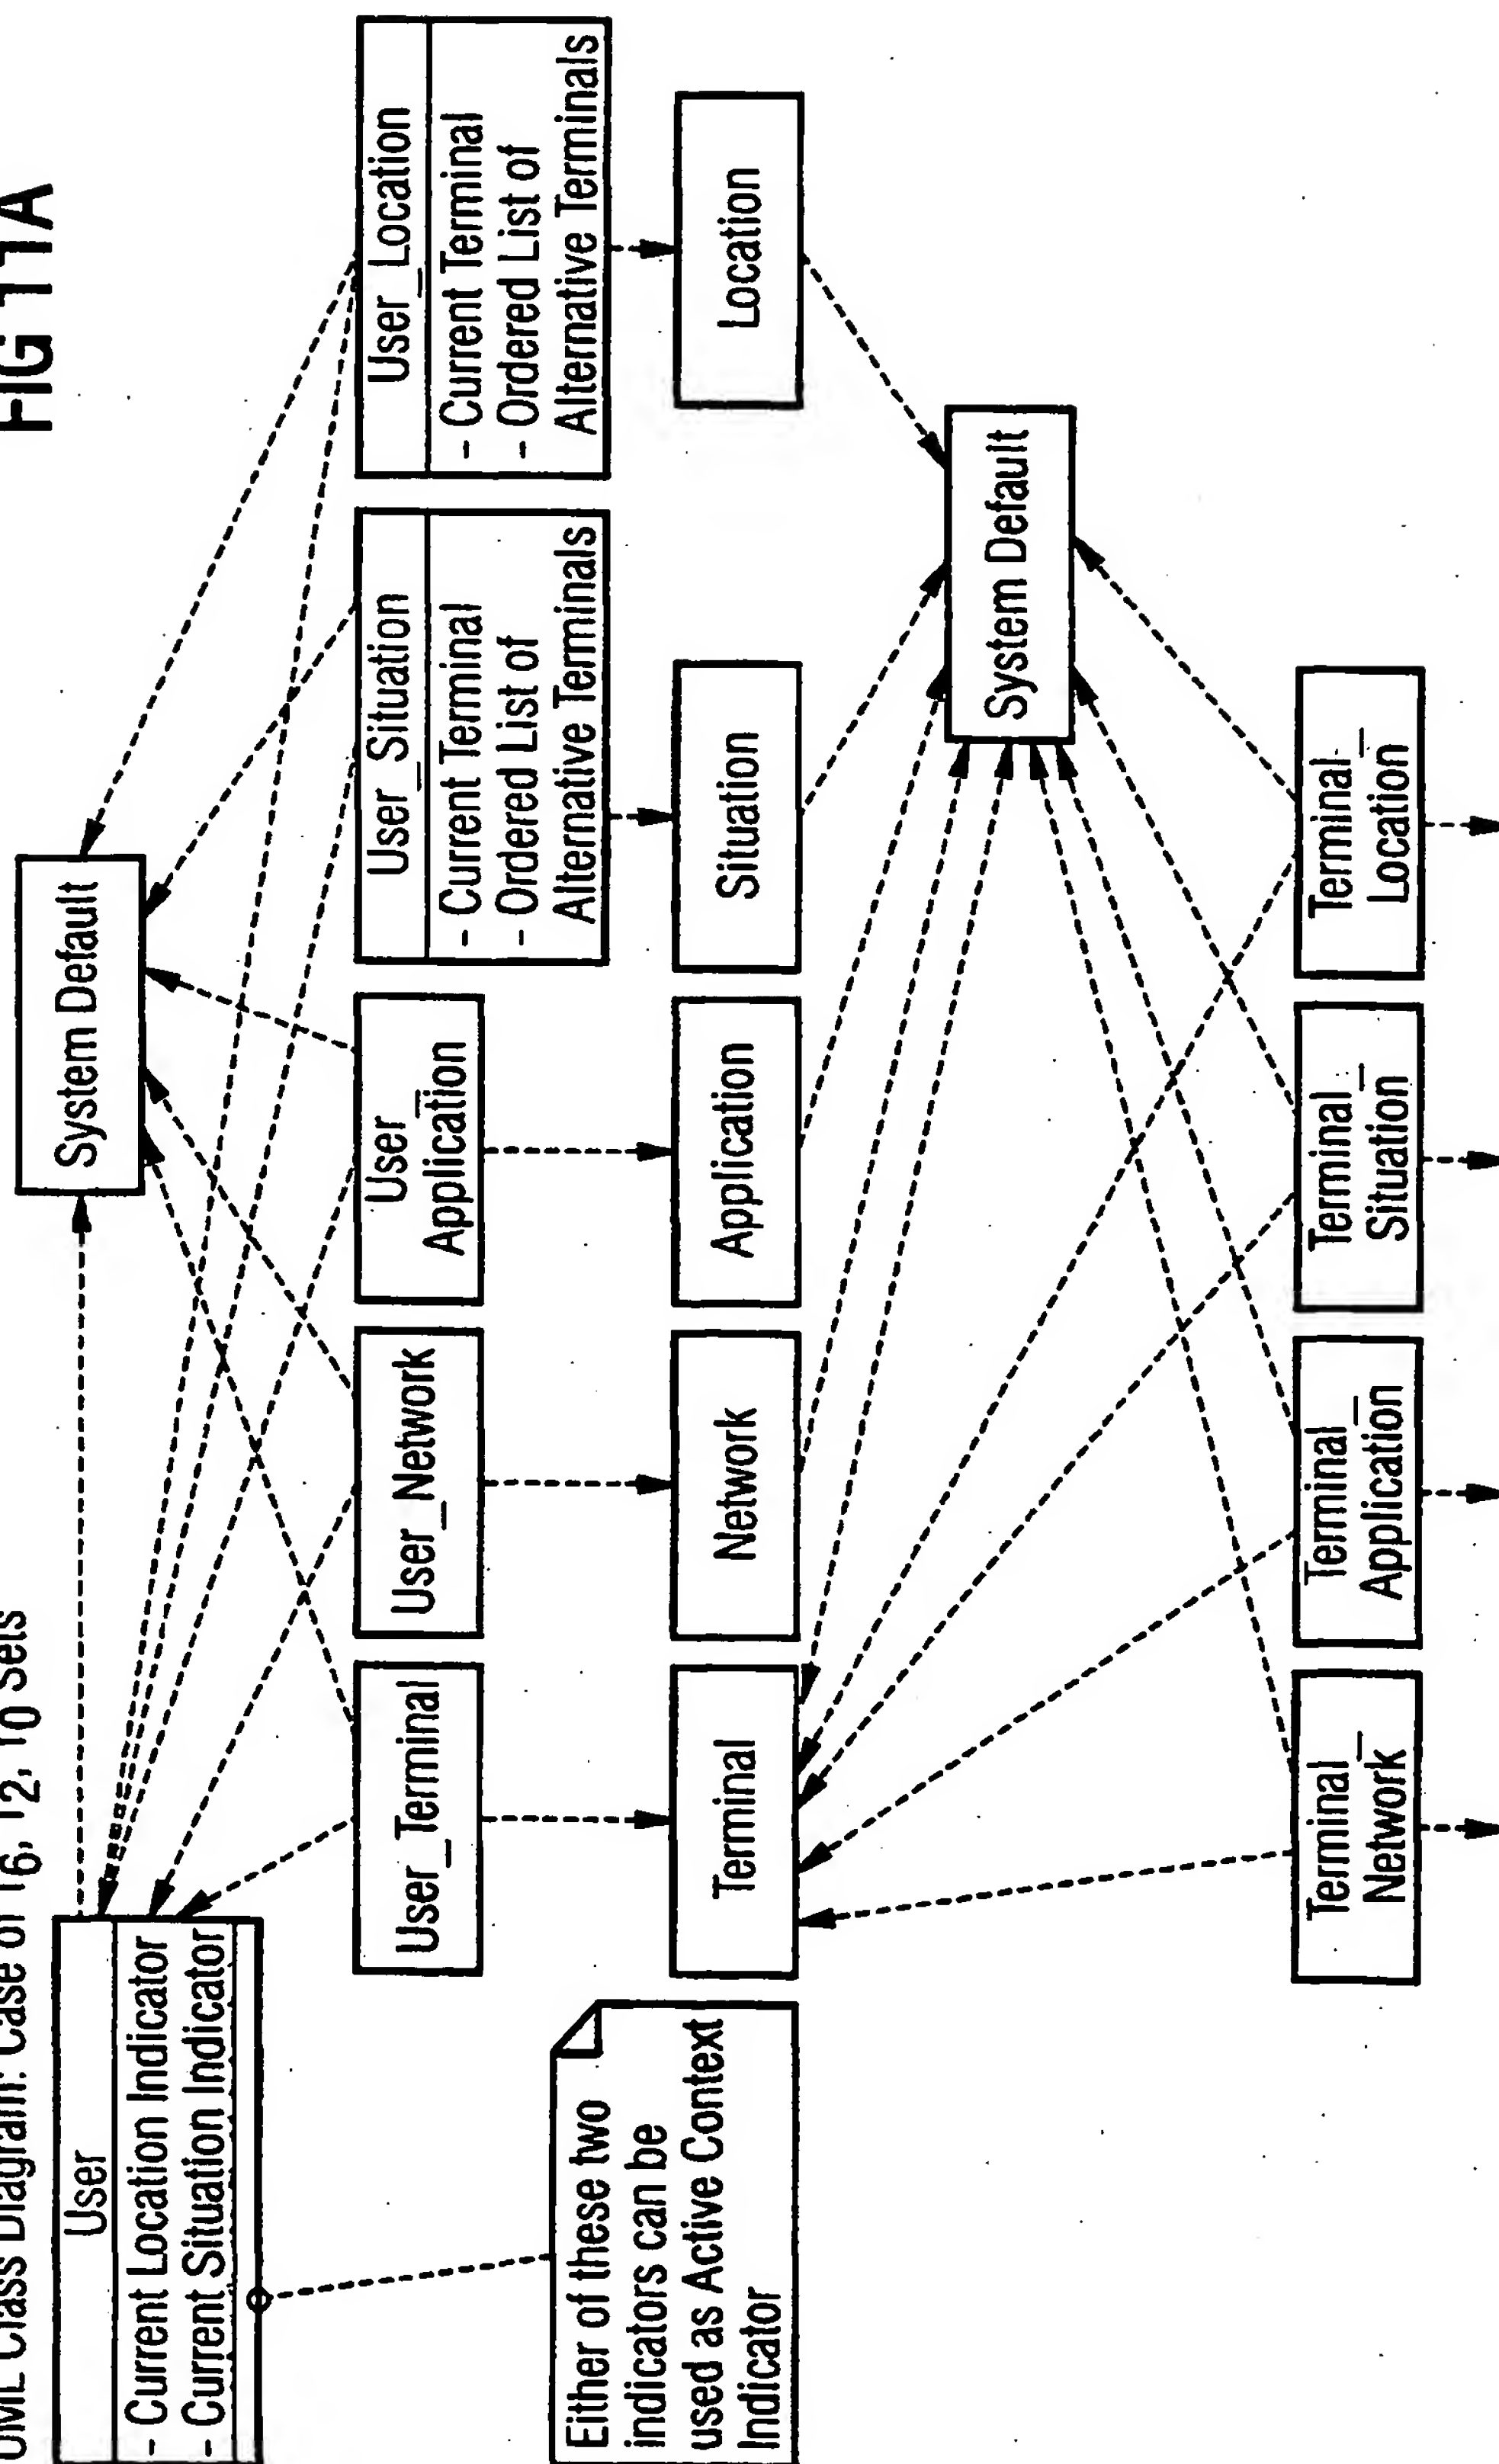 FIG 11A
UML Class Diagram: Case of 16, 12, 10 Sets
User
- Current Location Indicator
- Current Situation Indicator
System Default
User_Terminal
User_Network
User_
Application
User_Situation
- Current Terminal
- Ordered List of
Alternative Terminals
User_Location
- Current Terminal
- Ordered List of
Alternative Terminals
Either of these two
indicators can be
used as Active Context
Indicator
Terminal
Network
Application
Situation
Location
System Default
Terminal_
Network
Terminal_
Application
Terminal_
Situation
Terminal_
Location